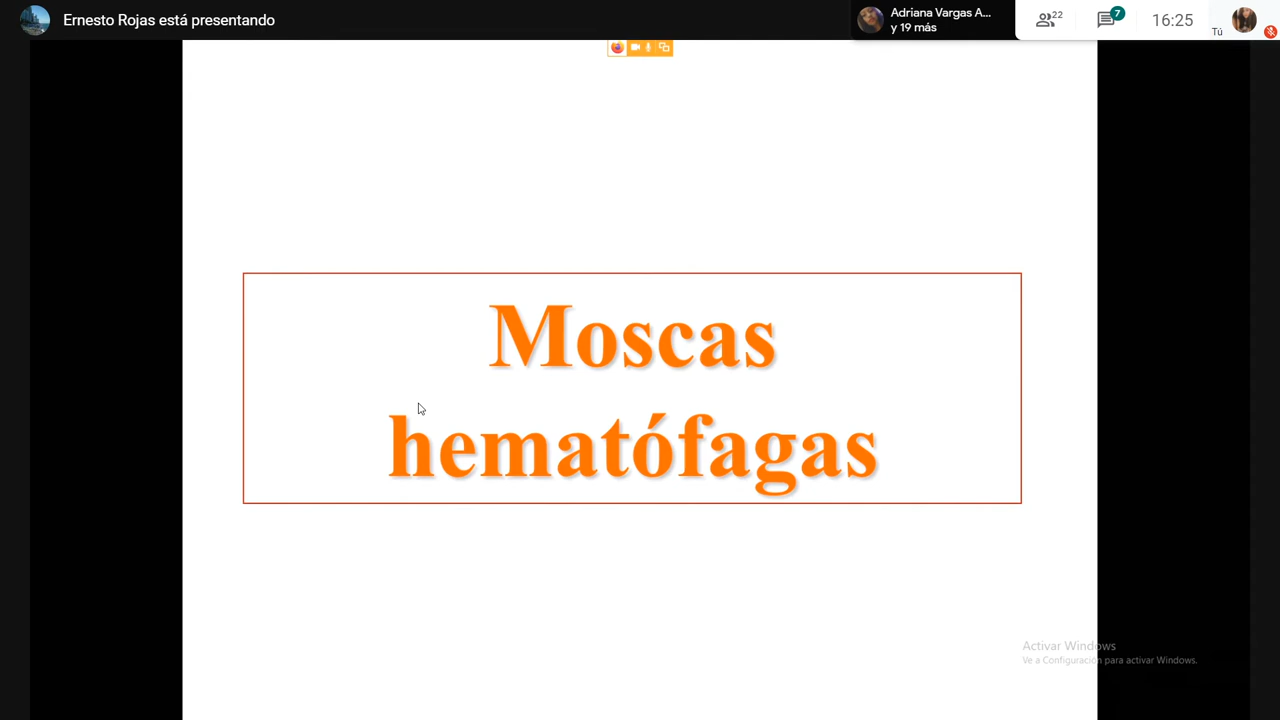 Ernesto Rojas está presentando
Adriana Vargas A...
y 19 más
22
7
16:25
Tú
Moscas
hematófagas
Activar Windows
Ve a Configuración para activar Windows.